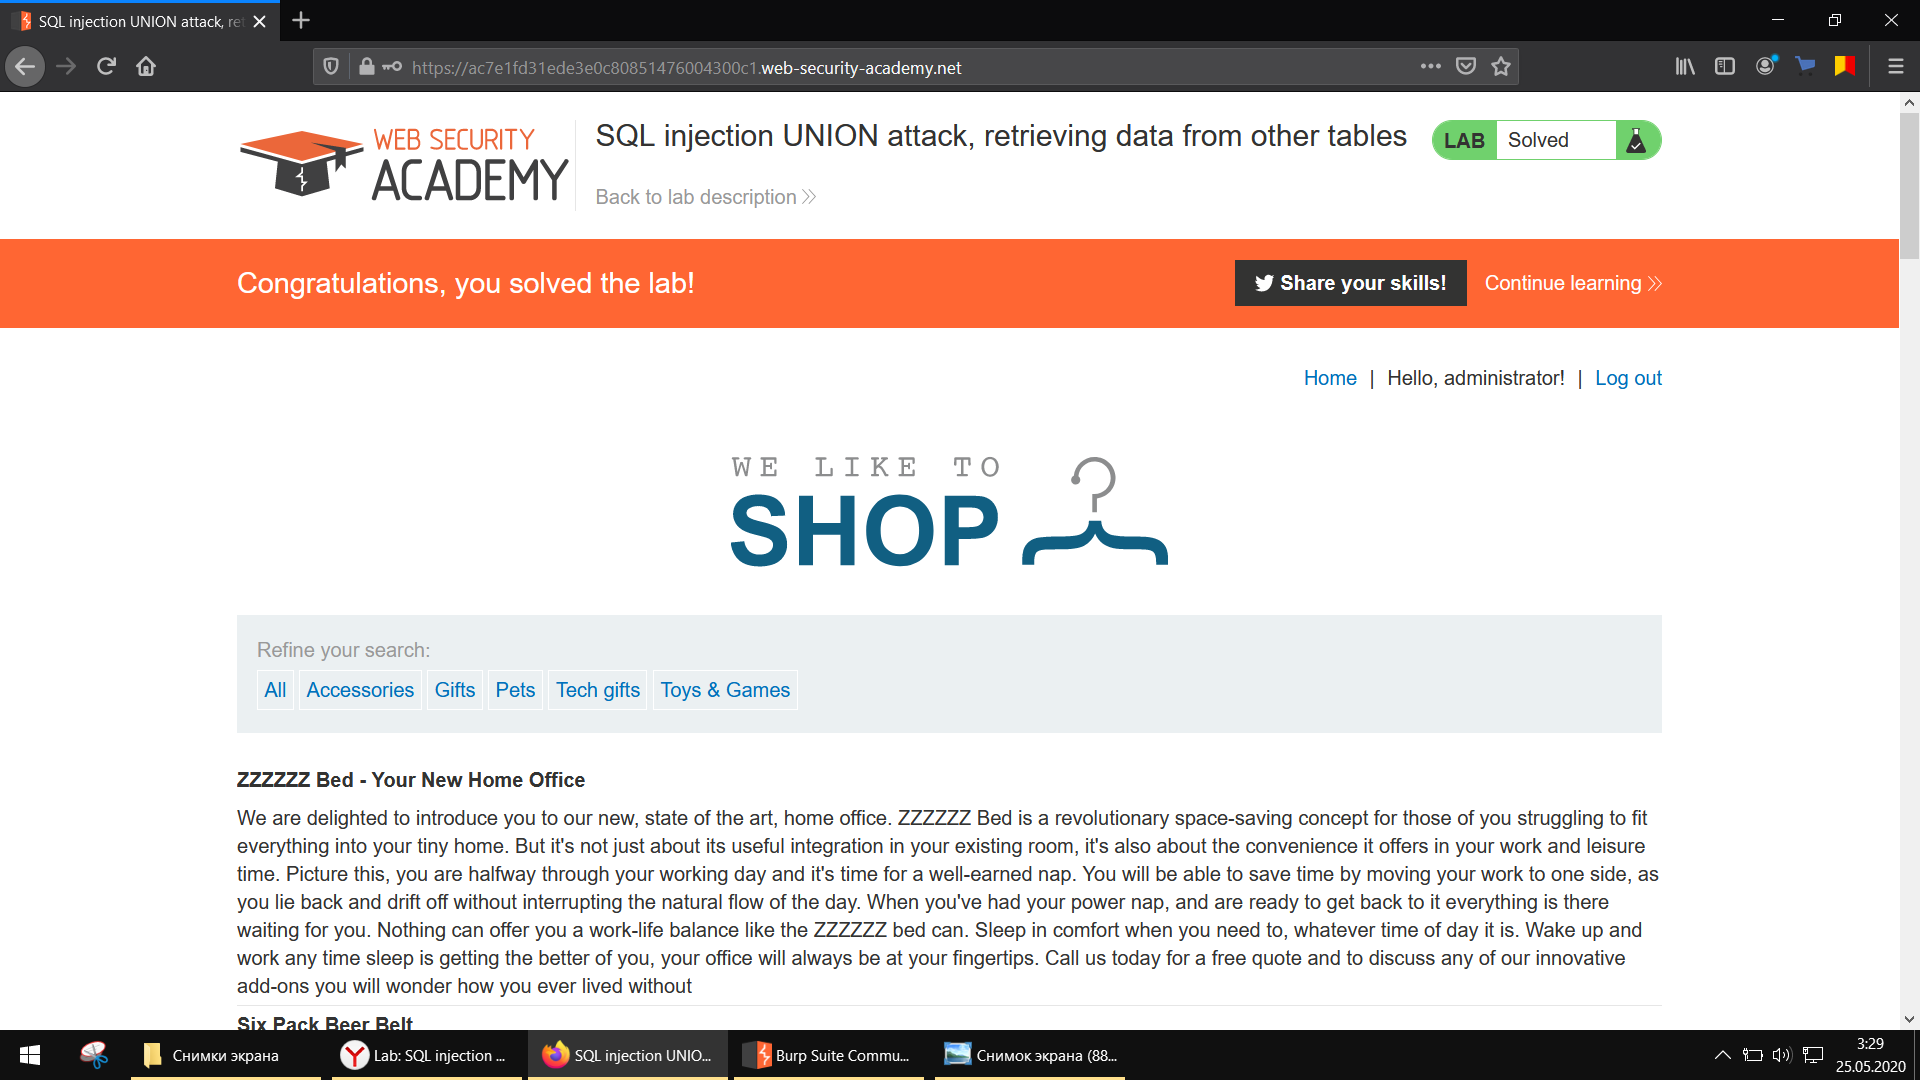 SQL injection UNION attack, ret
https://ac7e1fd31ede3e0c80851476004300c1.web-security-academy.net
WEB SECURITY
ACADEMY
SQL injection UNION attack, retrieving data from other tables
LAB Solved
Back to lab description
Congratulations, you solved the lab!
Share your skills!
Continue learning
Home | Hello, administrator! | Log out
WE LIKE TO
SHOP
Refine your search:
All Accessories Gifts Pets Tech gifts Toys & Games
ZZZZZZ Bed - Your New Home Office
We are delighted to introduce you to our new, state of the art, home office. ZZZZZZ Bed is a revolutionary space-saving concept for those of you struggling to fit
everything into your tiny home. But it's not just about its useful integration in your existing room, it's also about the convenience it offers in your work and leisure
time. Picture this, you are halfway through your working day and it's time for a well-earned nap. You will be able to save time by moving your work to one side, as
you lie back and drift off without interrupting the natural flow of the day. When you've had your power nap, and are ready to get back to it everything is there
waiting for you. Nothing can offer you a work-life balance like the ZZZZZZ bed can. Sleep in comfort when you need to, whatever time of day it is. Wake up and
work any time sleep is getting the better of you, your office will always be at your fingertips. Call us today for a free quote and to discuss any of our innovative
add-ons you will wonder how you ever lived without
Six Pack Beer Belt
Снимки экрана
Lab: SQL injection ...
SQL injection UNIO...
Burp Suite Commu...
Снимок экрана (88...
3:29
25.05.2020